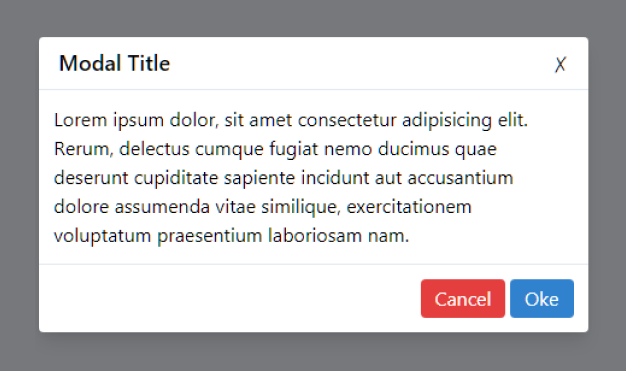 Modal Title
╳
Lorem ipsum dolor, sit amet consectetur adipisicing elit.
Rerum, delectus cumque fugiat nemo ducimus quae
deserunt cupiditate sapiente incidunt aut accusantium
dolore assumenda vitae similique, exercitationem
voluptatum praesentium laboriosam nam.
Cancel Oke